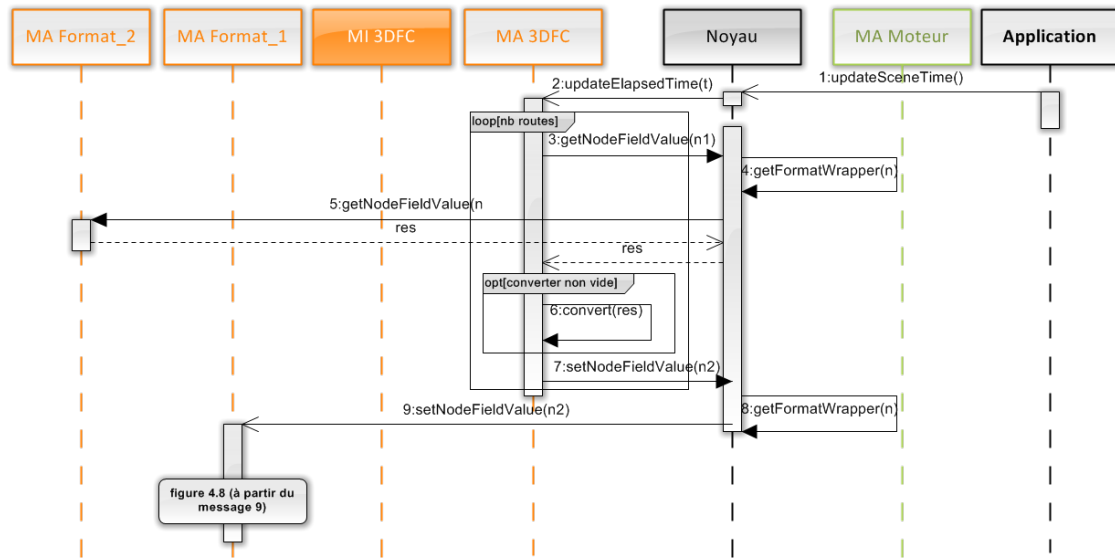 MA Format_2
MA Format_1
MI 3DFC
MA 3DFC
Noyau
MA Moteur
Application
1:updateSceneTime()
2:updateElapsedTime(t)
loop[nb routes]
3:getNodeFieldValue(n1)
4:getFormatWrapper(n)
5:getNodeFieldValue(n
res
res
opt[converter non vide]
6:convert(res)
7:setNodeFieldValue(n2)
8:getFormatWrapper(n)
9:setNodeFieldValue(n2)
figure 4.8 (à partir du
message 9)